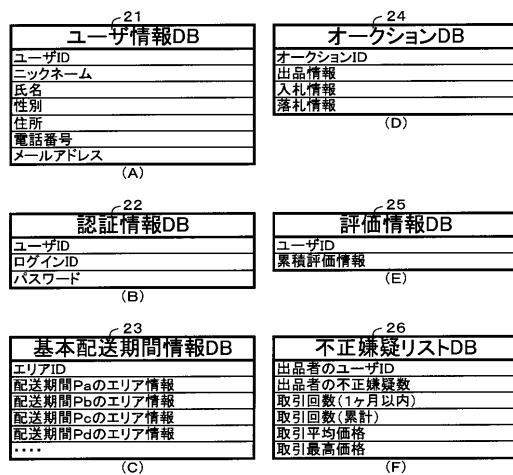 21
ユーザ情報DB
ユーザID
ニックネーム
氏名
性別
住所
電話番号
メールアドレス
(A)
24
オークションDB
オークションID
出品情報
入札情報
落札情報
(D)
22
認証情報DB
ユーザID
ログインID
パスワード
(B)
25
評価情報DB
ユーザID
累積評価情報
(E)
23
基本配送期間情報DB
エリアID
配送期間Paのエリア情報
配送期間Pbのエリア情報
配送期間Pcのエリア情報
配送期間Pdのエリア情報
････
(C)
26
不正嫌疑リストDB
出品者のユーザID
出品者の不正嫌疑数
取引回数(1ヶ月以内)
取引回数(累計)
取引平均価格
取引最高価格
(F)